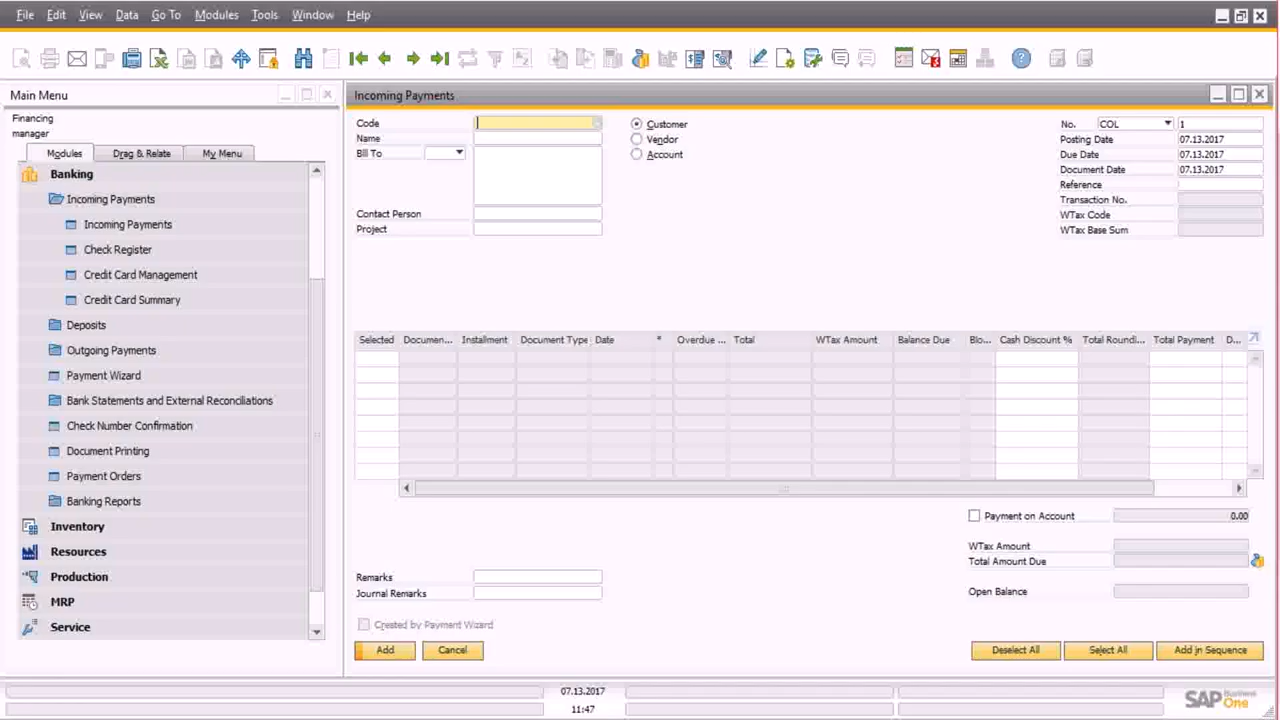 File Edit View Data Go To Modules Tools Window Help
Main Menu
Financing
manager
Modules Drag & Relate My Menu
Banking
Incoming Payments
Incoming Payments
Check Register
Credit Card Management
Credit Card Summary
Deposits
Outgoing Payments
Payment Wizard
Bank Statements and External Reconciliations
Check Number Confirmation
Document Printing
Payment Orders
Banking Reports
Inventory
Resources
Production
MRP
Service
Incoming Payments
Code
Name
Bill To
Contact Person
Project
Customer
Vendor
Account
No. COL 1
Posting Date 07.13.2017
Due Date 07.13.2017
Document Date 07.13.2017
Reference
Transaction No.
WTax Code
WTax Base Sum
Selected Documen... Installment Document Type Date * Overdue ... Total WTax Amount Balance Due Blo... Cash Discount % Total Roundi... Total Payment D...
Payment on Account 0.00
WTax Amount
Total Amount Due
Open Balance
Remarks
Journal Remarks
Created by Payment Wizard
Add Cancel Deselect All Select All Add in Sequence
07.13.2017
11:47
SAP Business One